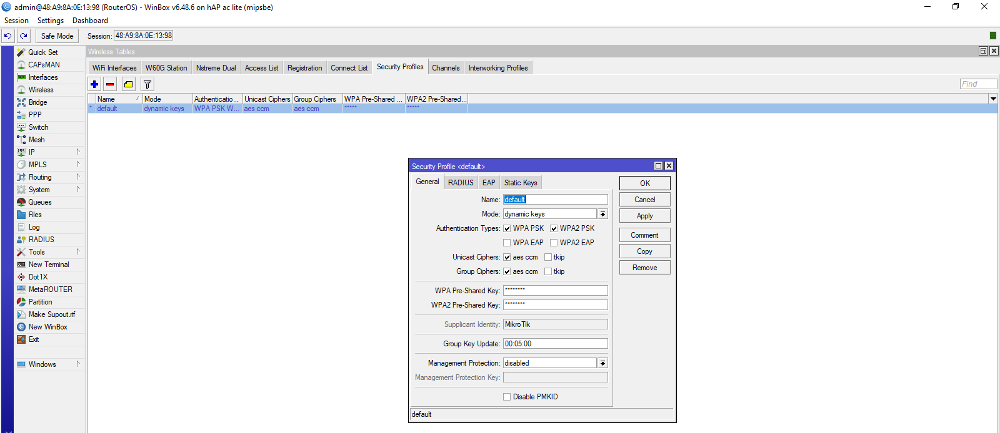 admin@48:A9:8A:0E:13:98 (RouterOS) - WinBox v6.48.6 on hAP ac lite (mipsbe)
Session Settings Dashboard
Safe Mode Session: 48:A9:8A:0E:13:98
Quick Set
CAPsMAN
Interfaces
Wireless
Bridge
PPP
Switch
Mesh
IP
MPLS
Routing
System
Queues
Files
Log
RADIUS
Tools
New Terminal
Dot1X
MetaROUTER
Partition
Make Supout.rif
New WinBox
Exit
Windows
Wireless Tables
WiFi Interfaces W60G Station Nstreme Dual Access List Registration Connect List Security Profiles Channels Interworking Profiles
Find
Name / Mode Authenticatio... Unicast Ciphers Group Ciphers WPA Pre-Shared ... WPA2 Pre-Shared...
* default dynamic keys WPA PSK W... aes ccm aes ccm ***** *****
Security Profile <default>
General RADIUS EAP Static Keys
Name: default
Mode: dynamic keys
Authentication Types: WPA PSK WPA2 PSK
WPA EAP WPA2 EAP
Unicast Ciphers: aes ccm tkip
Group Ciphers: aes ccm tkip
WPA Pre-Shared Key: ********
WPA2 Pre-Shared Key: ********
Supplicant Identity: MikroTik
Group Key Update: 00:05:00
Management Protection: disabled
Management Protection Key:
Disable PMKID
OK
Cancel
Apply
Comment
Copy
Remove
default